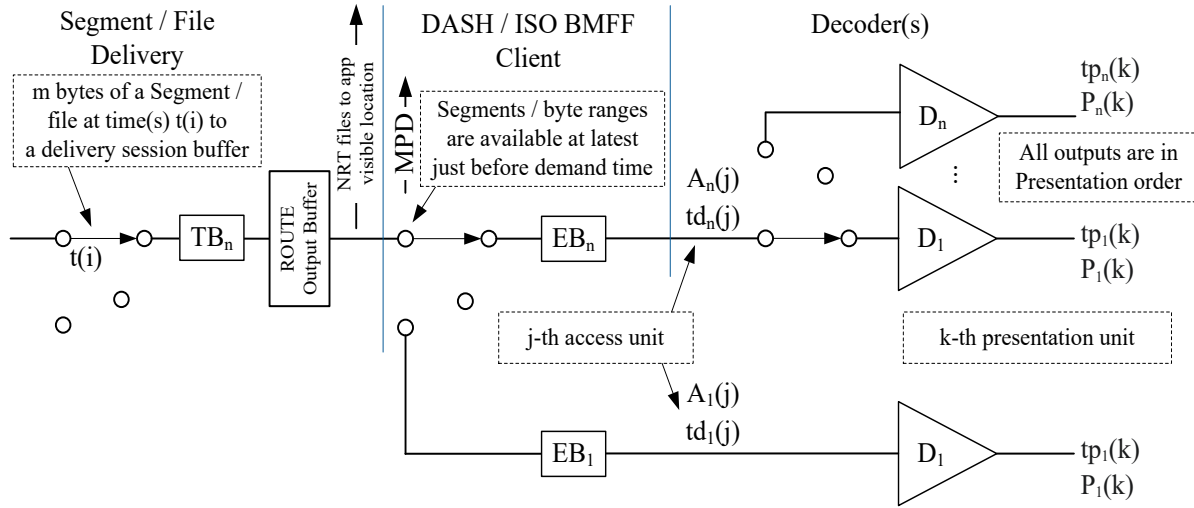 Segment / File
Delivery
m bytes of a Segment /
file at time(s) t(i) to
a delivery session buffer
t(i)
TBn
ROUTE
Output Buffer
NRT files to app
visible location
DASH / ISO BMFF
Client
MPD
Segments / byte ranges
are available at latest
just before demand time
EBn
j-th access unit
EB1
Decoder(s)
An(j)
tdn(j)
A1(j)
td1(j)
Dn
tpn(k)
Pn(k)
...
All outputs are in
Presentation order
D1
tp1(k)
P1(k)
k-th presentation unit
D1
tp1(k)
P1(k)